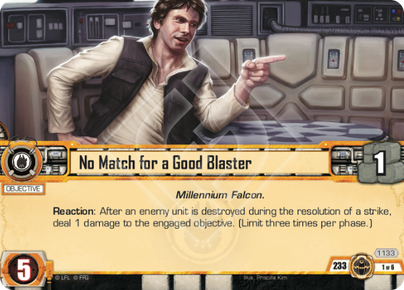 No Match for a Good Blaster
1
OBJECTIVE
Millennium Falcon.
Reaction: After an enemy unit is destroyed during the resolution of a strike,
deal 1 damage to the engaged objective. (Limit three times per phase.)
1133
5
© LFL © FFG
Illus. Priscilla Kim
233
1 of 6